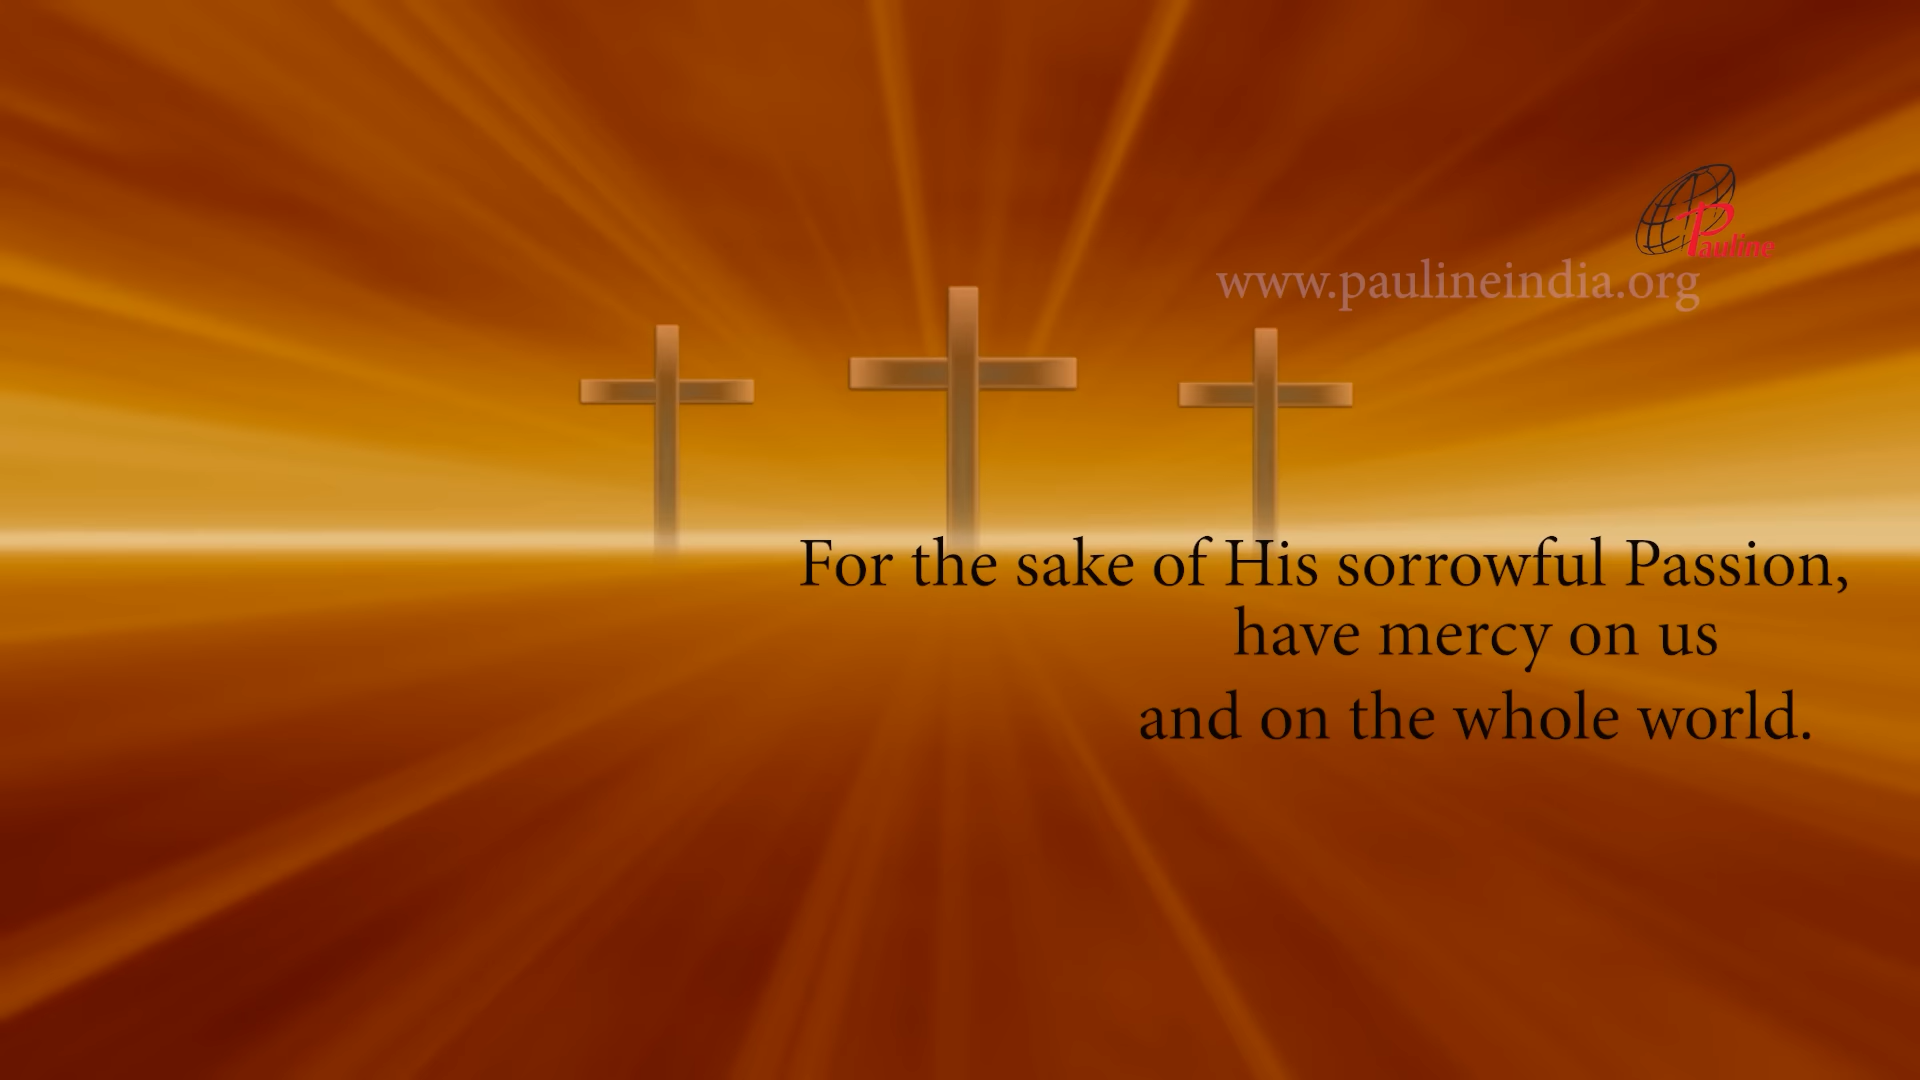 Pauline
www.paulineindia.org
For the sake of His sorrowful Passion,
have mercy on us
and on the whole world.